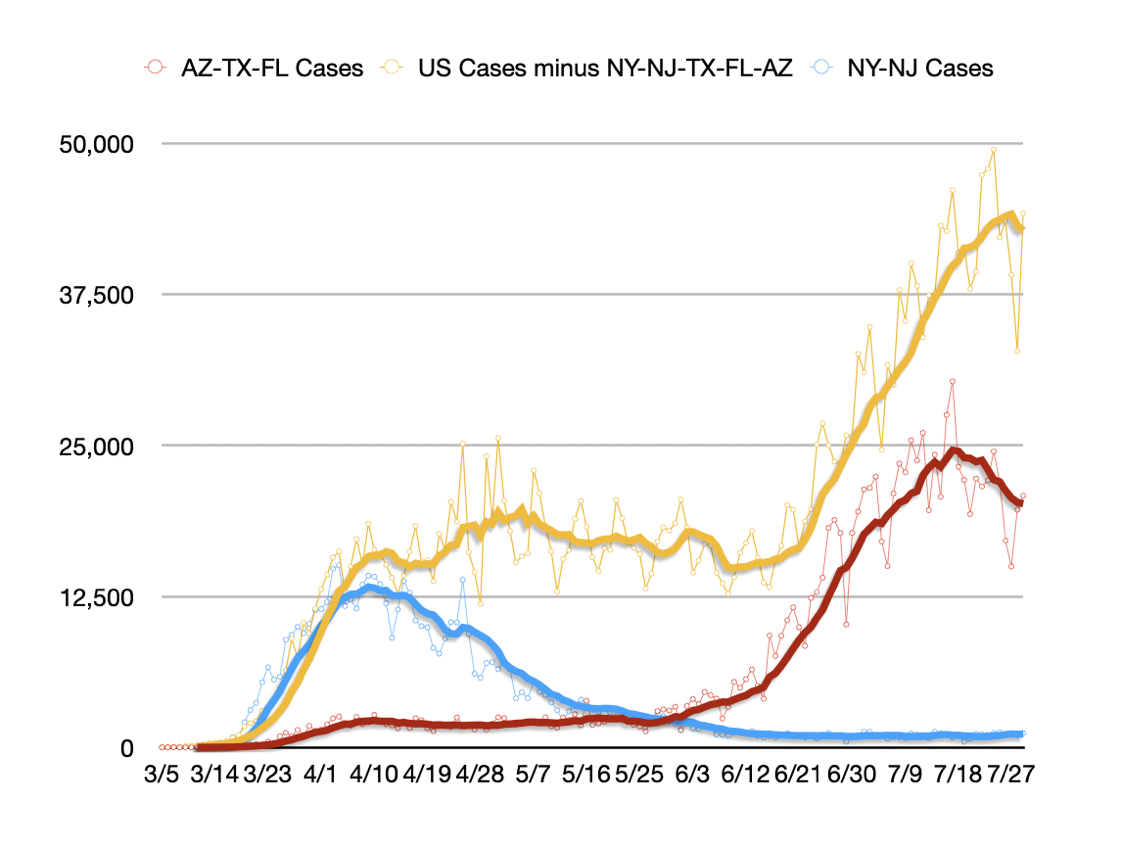 AZ-TX-FL Cases US Cases minus NY-NJ-TX-FL-AZ NY-NJ Cases
50,000
37,500
25,000
12,500
0
3/5 3/14 3/23 4/1 4/10 4/19 4/28 5/7 5/16 5/25 6/3 6/12 6/21 6/30 7/9 7/18 7/27